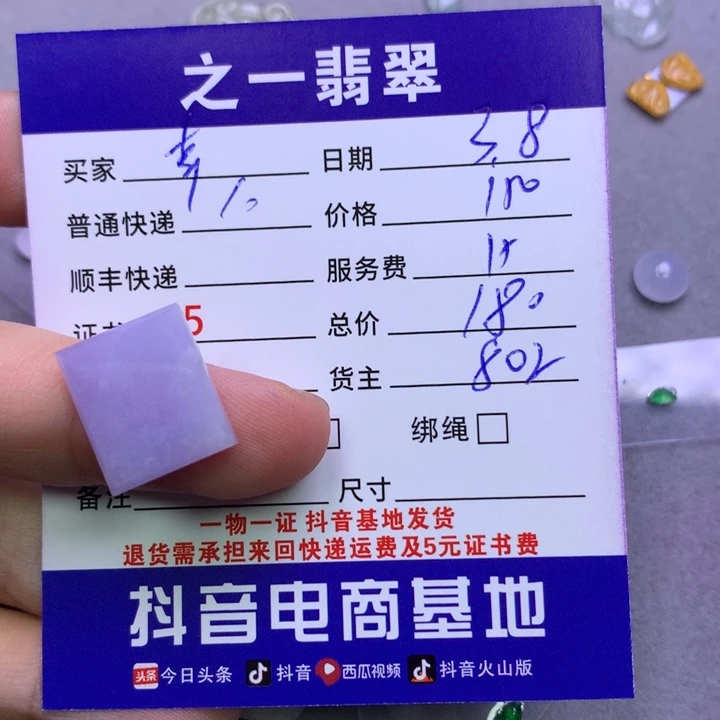 之一翡翠
买家 日期 3.8
普通快递 价格
顺丰快递 服务费
证书 5 总价 180
货主 802
绑绳
备注 尺寸
一物一证 抖音基地发货
退货需承担来回快递运费及5元证书费
抖音电商基地
头条 今日头条 抖音 西瓜视频 抖音火山版